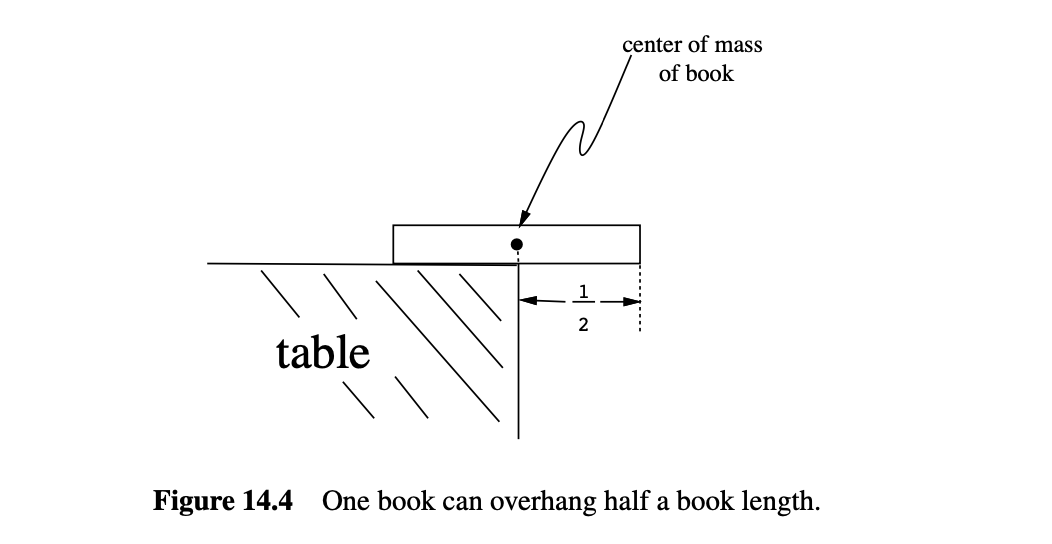 center of mass
of book
1
2
table
Figure 14.4 One book can overhang half a book length.